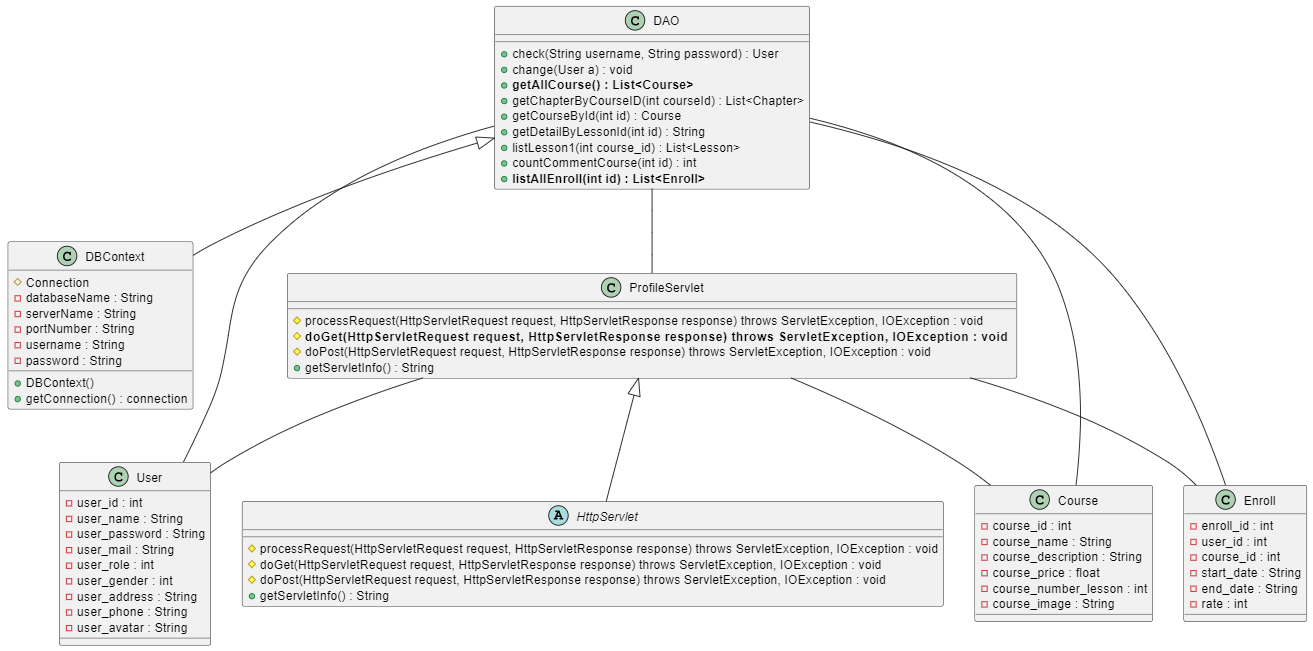 C DAO
check(String username, String password) : User
change(User a) : void
getAllCourse() : List<Course>
getChapterByCourseID(int courseId) : List<Chapter>
getCourseById(int id) : Course
getDetailByLessonId(int id) : String
listLesson1(int course_id) : List<Lesson>
countCommentCourse(int id) : int
listAllEnroll(int id) : List<Enroll>
C DBContext
Connection
databaseName : String
serverName : String
portNumber : String
username : String
password : String
DBContext()
getConnection() : connection
C ProfileServlet
processRequest(HttpServletRequest request, HttpServletResponse response) throws ServletException, IOException : void
doGet(HttpServletRequest request, HttpServletResponse response) throws ServletException, IOException : void
doPost(HttpServletRequest request, HttpServletResponse response) throws ServletException, IOException : void
getServletInfo() : String
C User
user_id : int
user_name : String
user_password : String
user_mail : String
user_role : int
user_gender : int
user_address : String
user_phone : String
user_avatar : String
A HttpServlet
processRequest(HttpServletRequest request, HttpServletResponse response) throws ServletException, IOException : void
doGet(HttpServletRequest request, HttpServletResponse response) throws ServletException, IOException : void
doPost(HttpServletRequest request, HttpServletResponse response) throws ServletException, IOException : void
getServletInfo() : String
C Course
course_id : int
course_name : String
course_description : String
course_price : float
course_number_lesson : int
course_image : String
C Enroll
enroll_id : int
user_id : int
course_id : int
start_date : String
end_date : String
rate : int